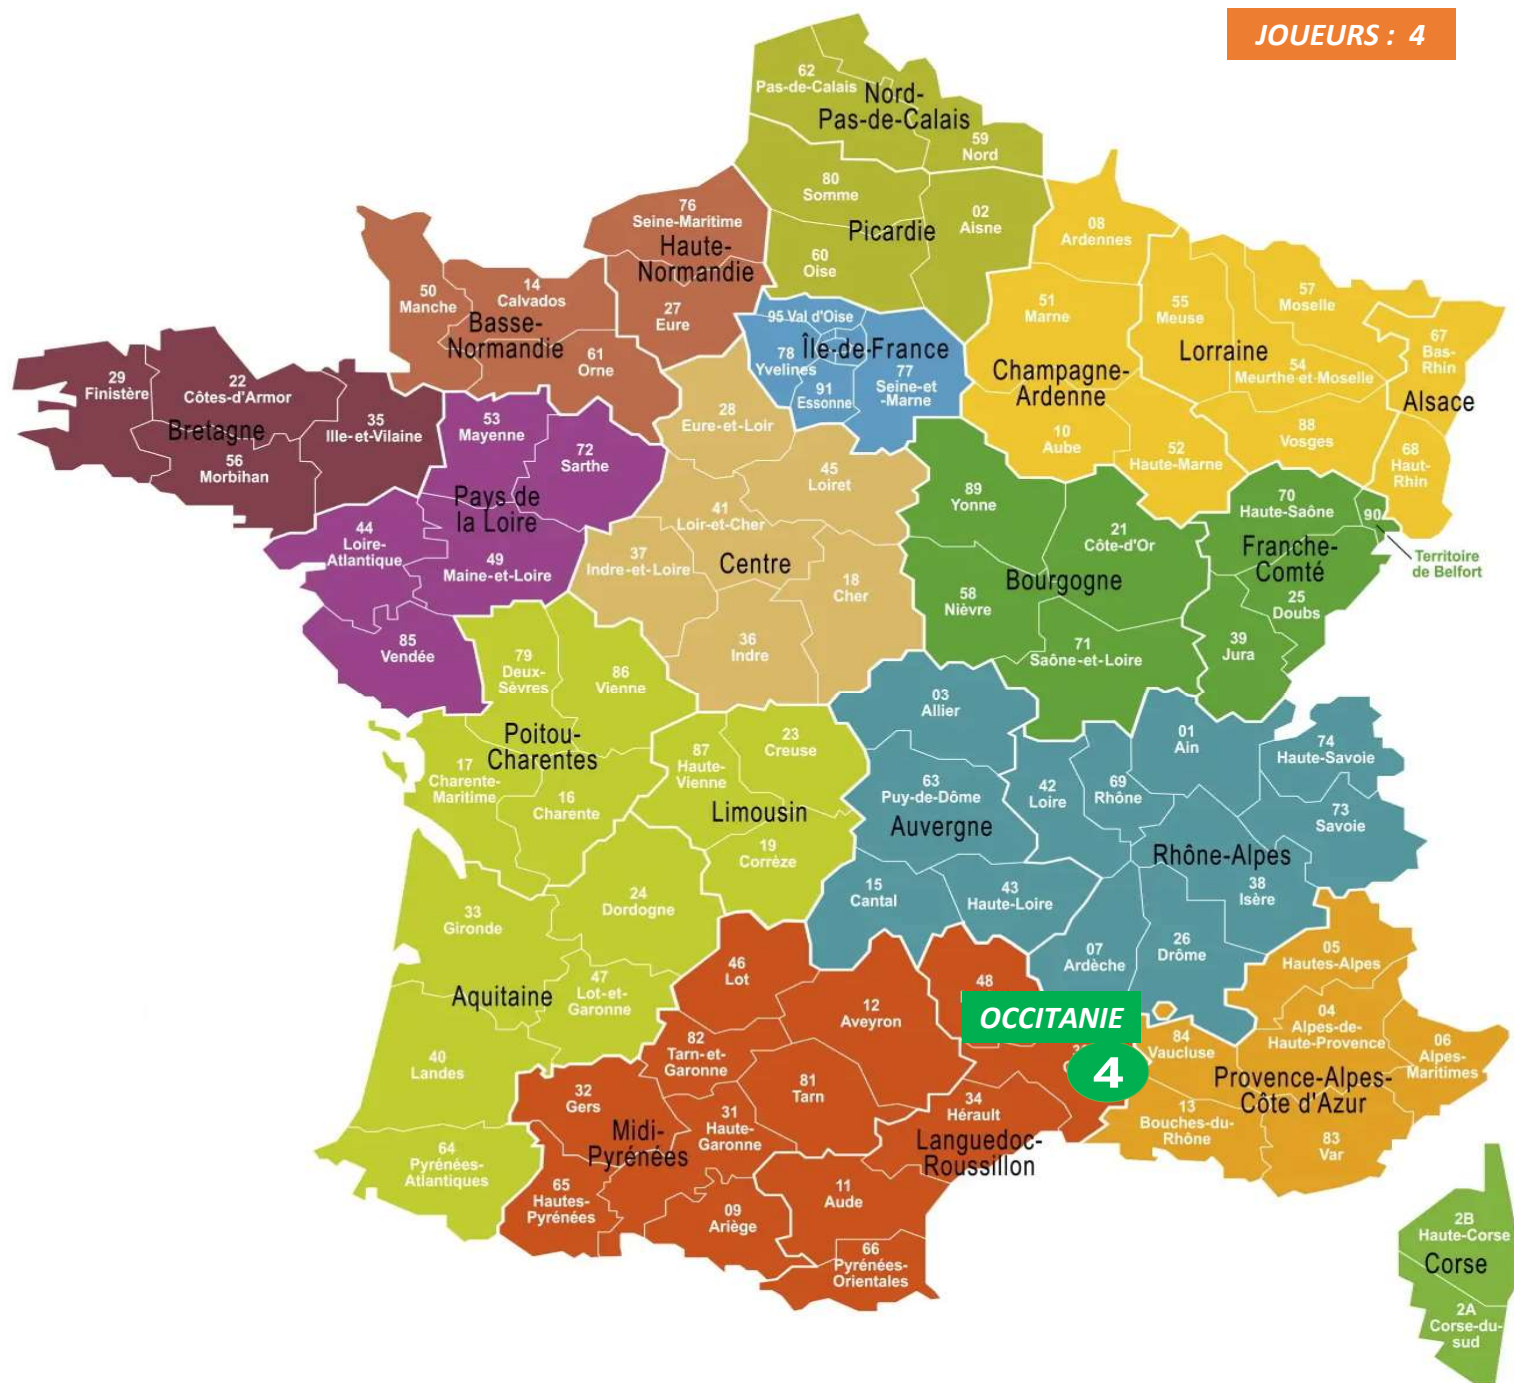 JOUEURS : 4
62
Pas-de-Calais
Nord-
Pas-de-Calais
59
Nord
80
Somme
02
Aisne
Picardie
60
Oise
76
Seine-Maritime
Haute-
Normandie
27
Eure
08
Ardennes
50
Manche
14
Calvados
Basse-
Normandie
61
Orne
95 Val d'Oise
Île-de-France
78
Yvelines
91
Essonne
77
Seine-et
-Marne
51
Marne
Champagne-
Ardenne
10
Aube
52
Haute-Marne
55
Meuse
57
Moselle
Lorraine
54
Meurthe-et-Moselle
88
Vosges
67
Bas-
Rhin
Alsace
68
Haut-
Rhin
29
Finistère
22
Côtes-d'Armor
Bretagne
35
Ille-et-Vilaine
56
Morbihan
53
Mayenne
72
Sarthe
Pays de
la Loire
44
Loire-
Atlantique
49
Maine-et-Loire
85
Vendée
28
Eure-et-Loir
45
Loiret
41
Loir-et-Cher
37
Indre-et-Loire
Centre
18
Cher
36
Indre
89
Yonne
21
Côte-d'Or
Bourgogne
58
Nièvre
71
Saône-et-Loire
70
Haute-Saône
90
Territoire
de Belfort
Franche-
Comté
25
Doubs
39
Jura
79
Deux-
Sèvres
86
Vienne
Poitou-
Charentes
17
Charente-
Maritime
16
Charente
87
Haute-
Vienne
23
Creuse
Limousin
19
Corrèze
03
Allier
63
Puy-de-Dôme
Auvergne
15
Cantal
43
Haute-Loire
42
Loire
69
Rhône
01
Ain
74
Haute-Savoie
73
Savoie
Rhône-Alpes
38
Isère
07
Ardèche
26
Drôme
24
Dordogne
33
Gironde
47
Lot-et-
Garonne
Aquitaine
40
Landes
64
Pyrénées-
Atlantiques
46
Lot
12
Aveyron
48
OCCITANIE
4
82
Tarn-et-
Garonne
81
Tarn
32
Gers
31
Haute-
Garonne
Midi-
Pyrénées
65
Hautes-
Pyrénées
09
Ariège
34
Hérault
Languedoc-
Roussillon
11
Aude
66
Pyrénées-
Orientales
05
Hautes-Alpes
04
Alpes-de-
Haute-Provence
06
Alpes-
Maritimes
84
Vaucluse
Provence-Alpes-
Côte d'Azur
13
Bouches-du-
Rhône
83
Var
2B
Haute-Corse
Corse
2A
Corse-du-
sud